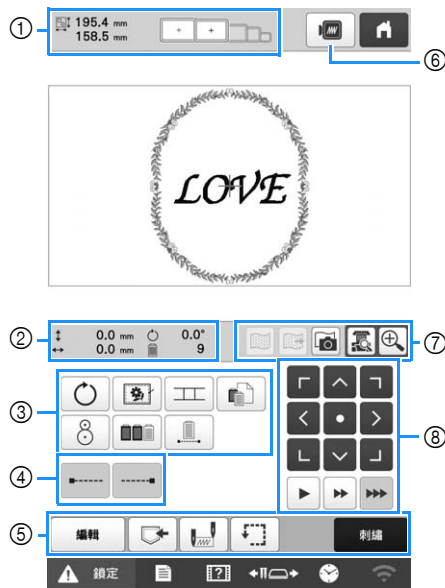 ① 195.4 mm
158.5 mm
⑥
LOVE
② 0.0 mm 0.0°
0.0 mm 9
⑦
③
⑧
④
⑤ 編輯 刺繡
鎖定